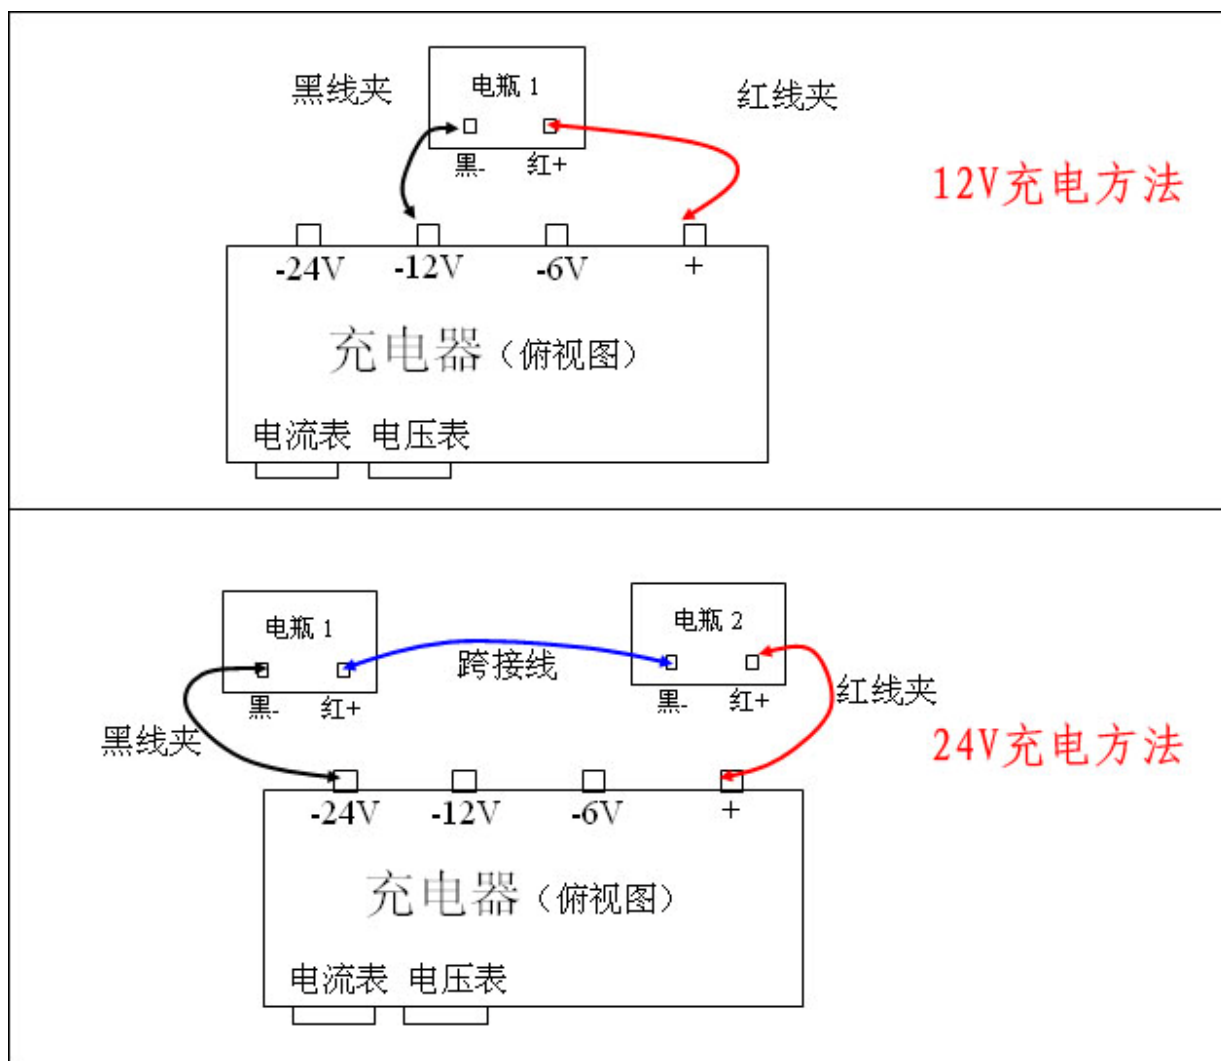 电瓶 1
黑线夹
红线夹
黑-
红+
12V充电方法
-24V
-12V
-6V
+
充电器（俯视图）
电流表 电压表
电瓶 1
电瓶 2
跨接线
黑-
红+
黑-
红+
红线夹
黑线夹
24V充电方法
-24V
-12V
-6V
+
充电器（俯视图）
电流表 电压表